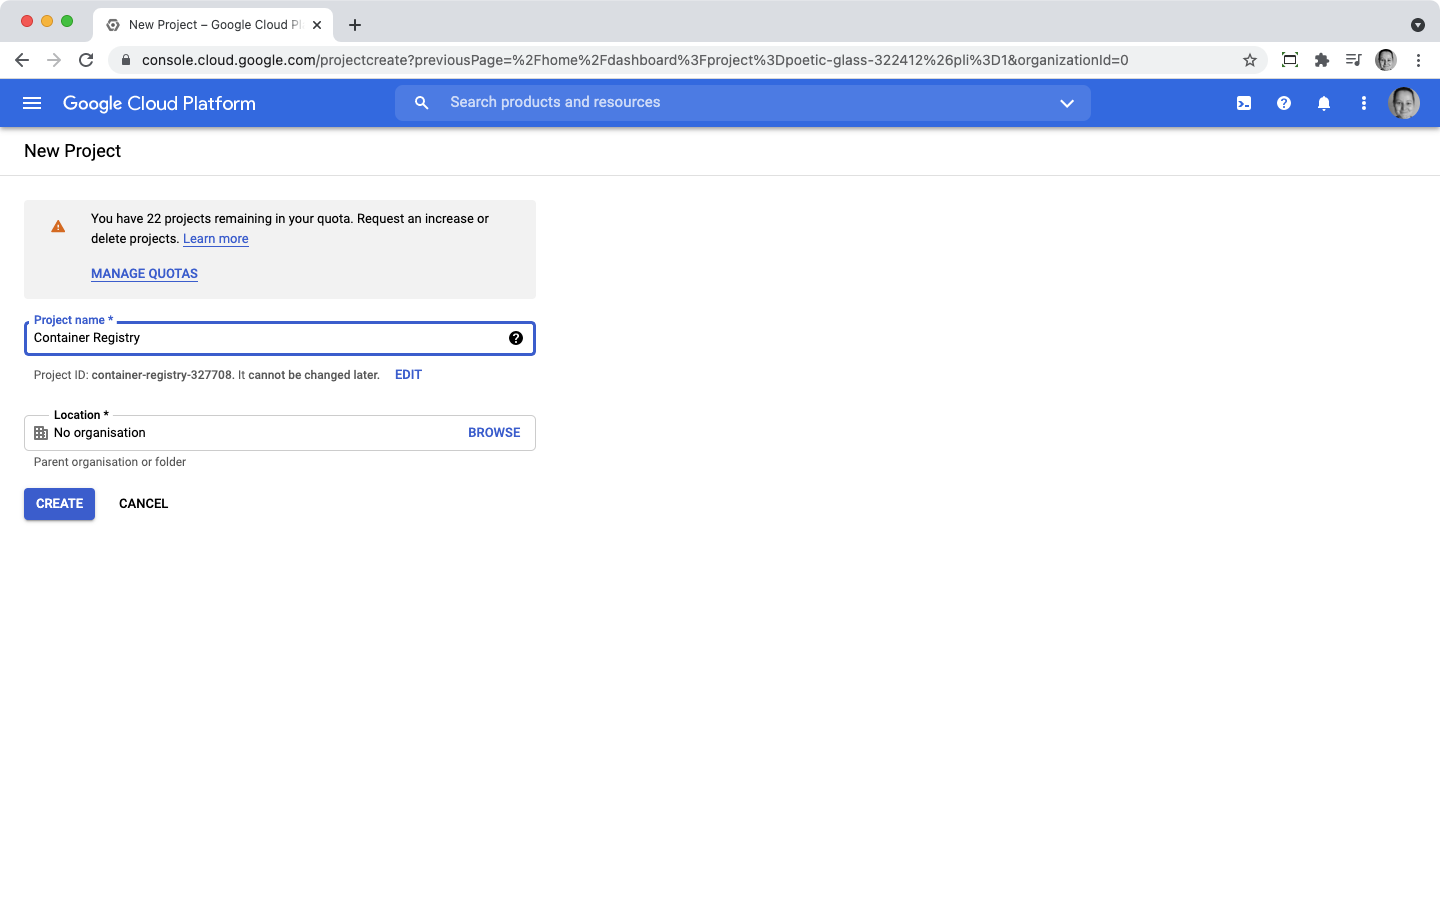 New Project – Google Cloud Pl
console.cloud.google.com/projectcreate?previousPage=%2Fhome%2Fdashboard%3Fproject%3Dpoetic-glass-322412%26pli%3D1&organizationId=0
Google Cloud Platform
Search products and resources
New Project
You have 22 projects remaining in your quota. Request an increase or
delete projects. Learn more
MANAGE QUOTAS
Project name *
Container Registry
Project ID: container-registry-327708. It cannot be changed later. EDIT
Location *
No organisation BROWSE
Parent organisation or folder
CREATE CANCEL